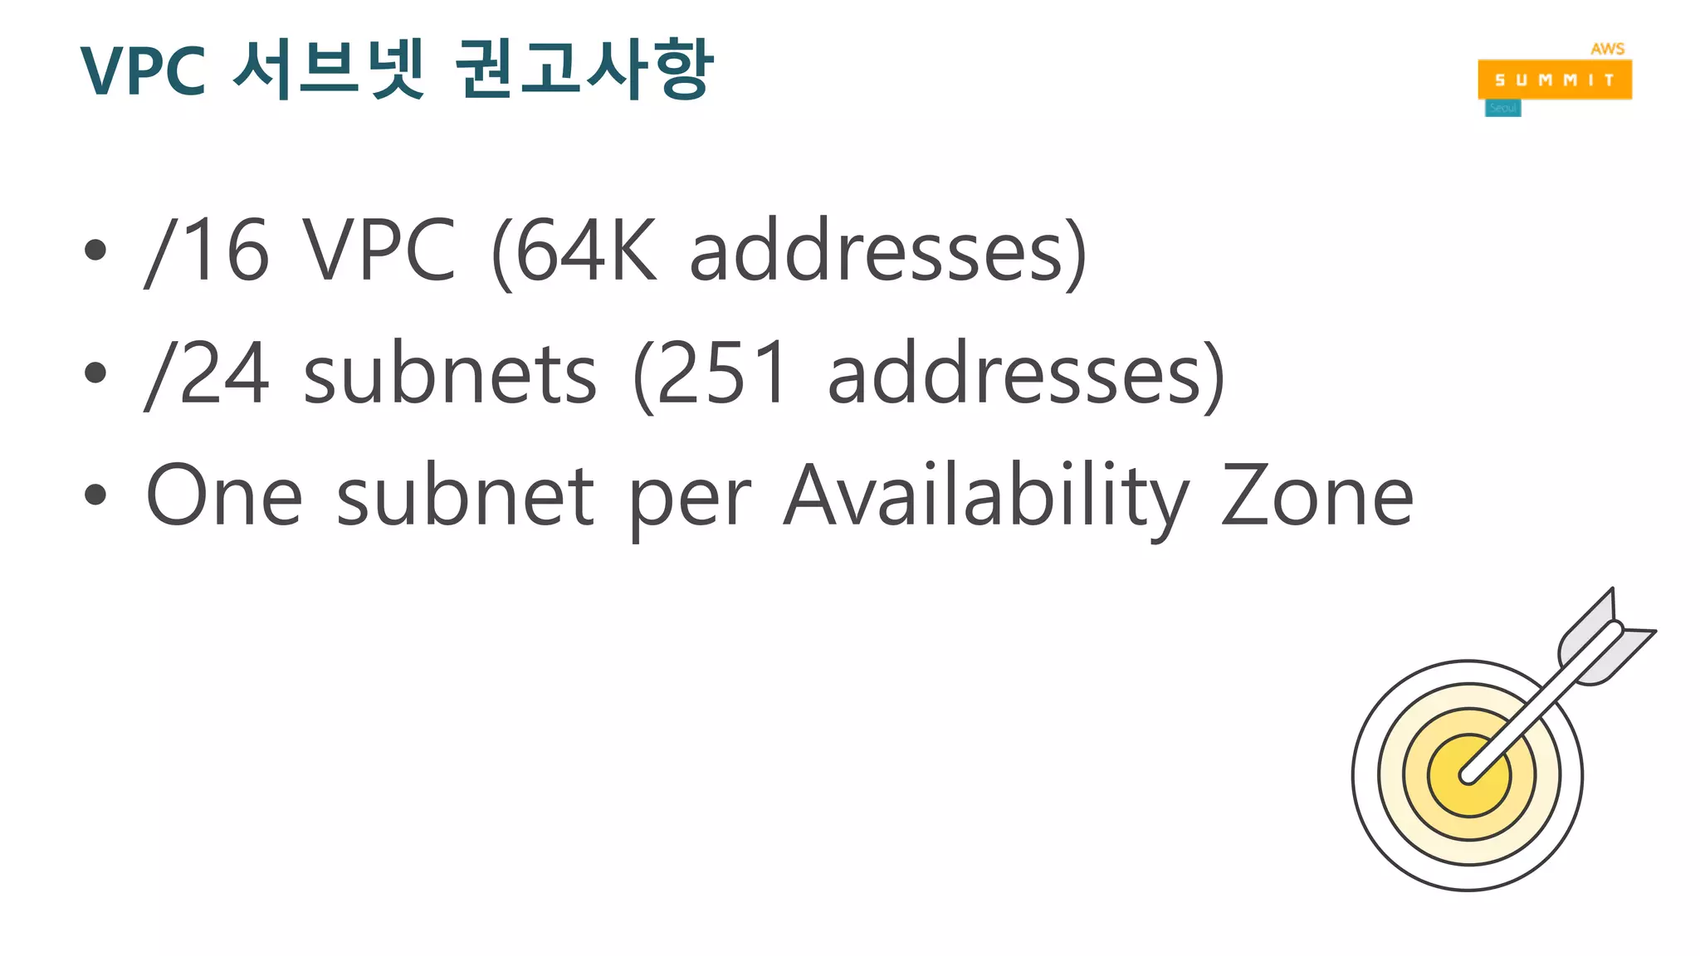 VPC 서브넷 권고사항
AWS
SUMMIT
Seoul
• /16 VPC (64K addresses)
• /24 subnets (251 addresses)
• One subnet per Availability Zone